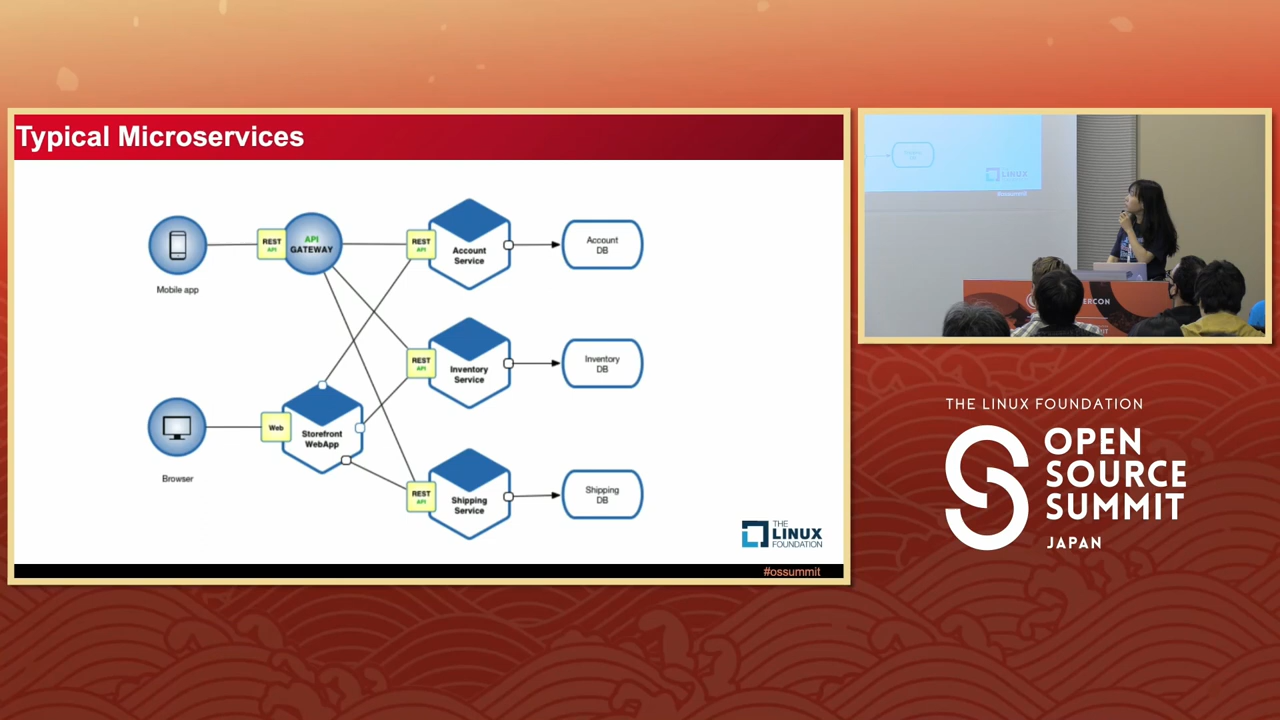 Typical Microservices
REST
API
API
GATEWAY
REST
API
Account
Service
Account
DB
Mobile app
REST
API
Inventory
Service
Inventory
DB
Web
Storefront
WebApp
Browser
REST
API
Shipping
Service
Shipping
DB
THE
LINUX
FOUNDATION
#ossummit
LINUX
THE LINUX FOUNDATION
OPEN
SOURCE
SUMMIT
JAPAN